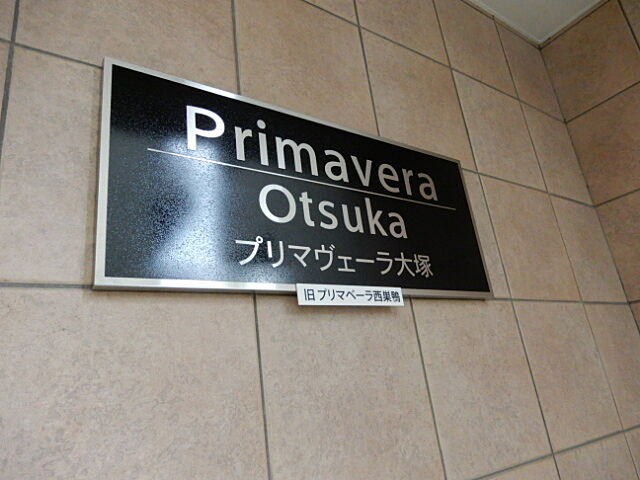 Primavera
Otsuka
プリマヴェーラ大塚
旧 プリマベーラ西巣鴨